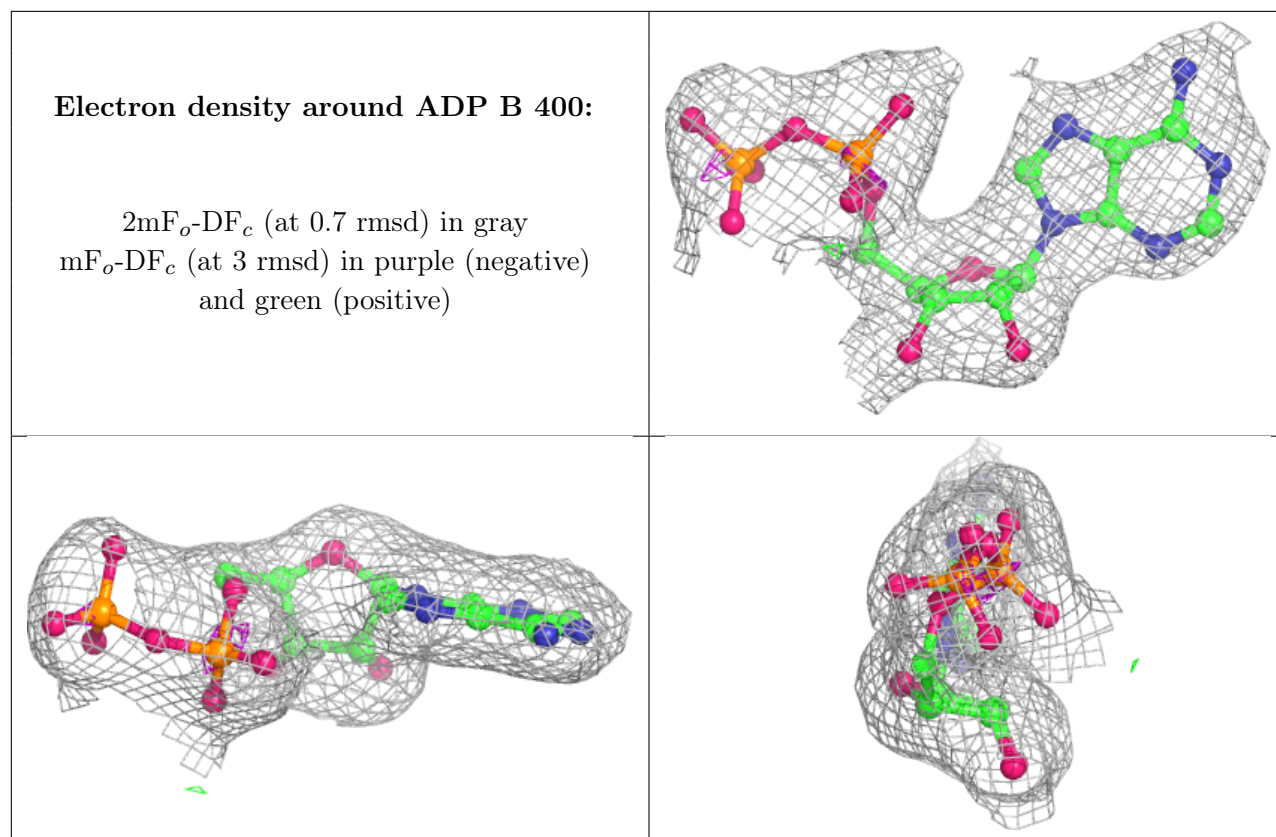 Electron density around ADP B 400:
2mFo-DFc (at 0.7 rmsd) in gray
mFo-DFc (at 3 rmsd) in purple (negative)
and green (positive)